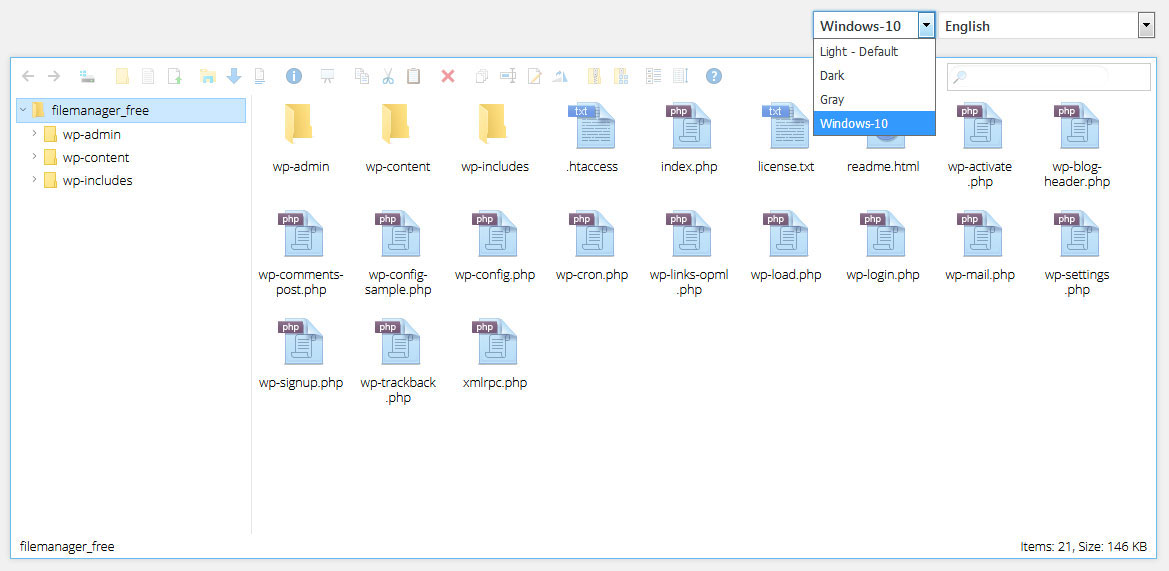 Windows-10
English
Light - Default
Dark
Gray
Windows-10
filemanager_free
wp-admin
wp-content
wp-includes
wp-admin
wp-content
wp-includes
txt
.htaccess
php
index.php
txt
license.txt
readme.html
php
wp-activate
.php
php
wp-blog-
header.php
php
wp-comments-
post.php
php
wp-config-
sample.php
php
wp-config.php
php
wp-cron.php
php
wp-links-opml
.php
php
wp-load.php
php
wp-login.php
php
wp-mail.php
php
wp-settings
.php
php
wp-signup.php
php
wp-trackback
.php
php
xmlrpc.php
filemanager_free
Items: 21, Size: 146 KB